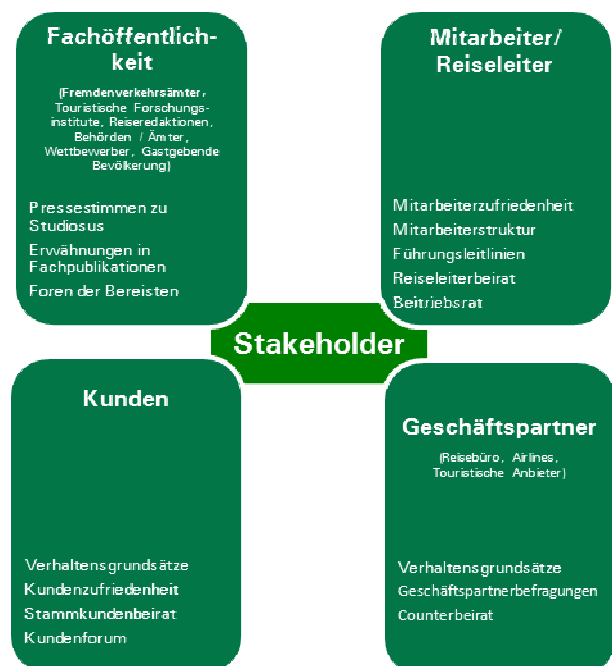 Fachöffentlich-
keit
(Fremdenverkehrsämter,
Touristische Forschungs-
institute, Reiseredaktionen,
Behörden / Ämter,
Wettbewerber, Gastgebende
Bevölkerung)
Pressestimmen zu
Studiosus
Erwähnungen in
Fachpublikationen
Foren der Bereisten
Mitarbeiter/
Reiseleiter
Mitarbeiterzufriedenheit
Mitarbeiterstruktur
Führungsleitlinien
Reiseleiterbeirat
Beitriebsrat
Stakeholder
Kunden
Verhaltensgrundsätze
Kundenzufriedenheit
Stammkundenbeirat
Kundenforum
Geschäftspartner
(Reisebüro, Airlines,
Touristische Anbieter)
Verhaltensgrundsätze
Geschäftspartnerbefragungen
Counterbeirat